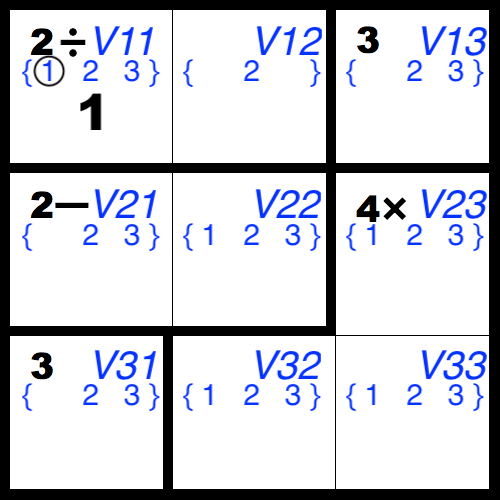 2÷ V11 V12 3 V13
{ 1 2 3 } { 2 } { 2 3 }
1
2− V21 V22 4× V23
{ 2 3 } { 1 2 3 } { 1 2 3 }
3 V31 V32 V33
{ 2 3 } { 1 2 3 } { 1 2 3 }